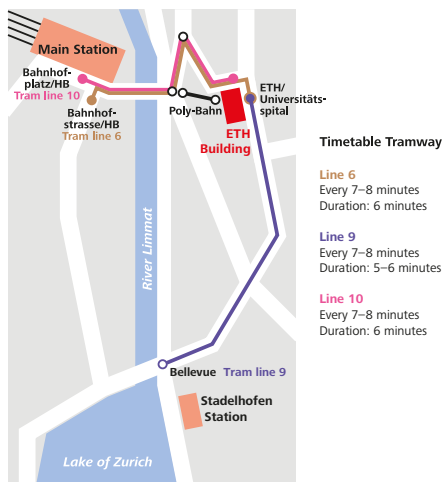 Main Station
Bahnhof-
platz/HB
Tram line 10
Bahnhof-
strasse/HB
Tram line 6
Poly-Bahn
ETH/
Universitäts-
spital
ETH
Building
River Limmat
Bellevue Tram line 9
Stadelhofen
Station
Lake of Zurich
Timetable Tramway
Line 6
Every 7–8 minutes
Duration: 6 minutes
Line 9
Every 7–8 minutes
Duration: 5–6 minutes
Line 10
Every 7–8 minutes
Duration: 6 minutes